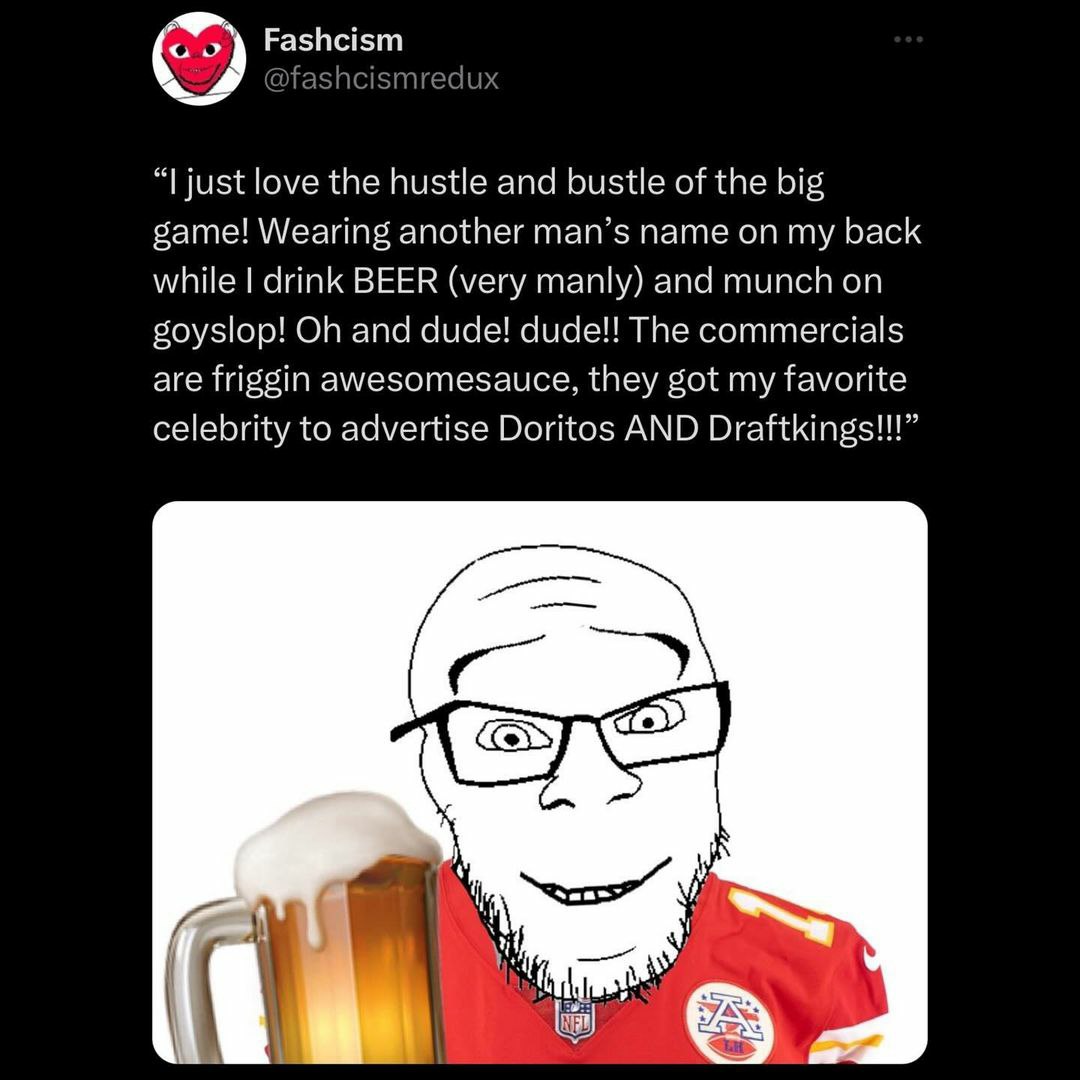 Fashcism
@fashcismredux
“I just love the hustle and bustle of the big
game! Wearing another man’s name on my back
while I drink BEER (very manly) and munch on
goyslop! Oh and dude! dude!! The commercials
are friggin awesomesauce, they got my favorite
celebrity to advertise Doritos AND Draftkings!!!”
1
NFL
A
LH